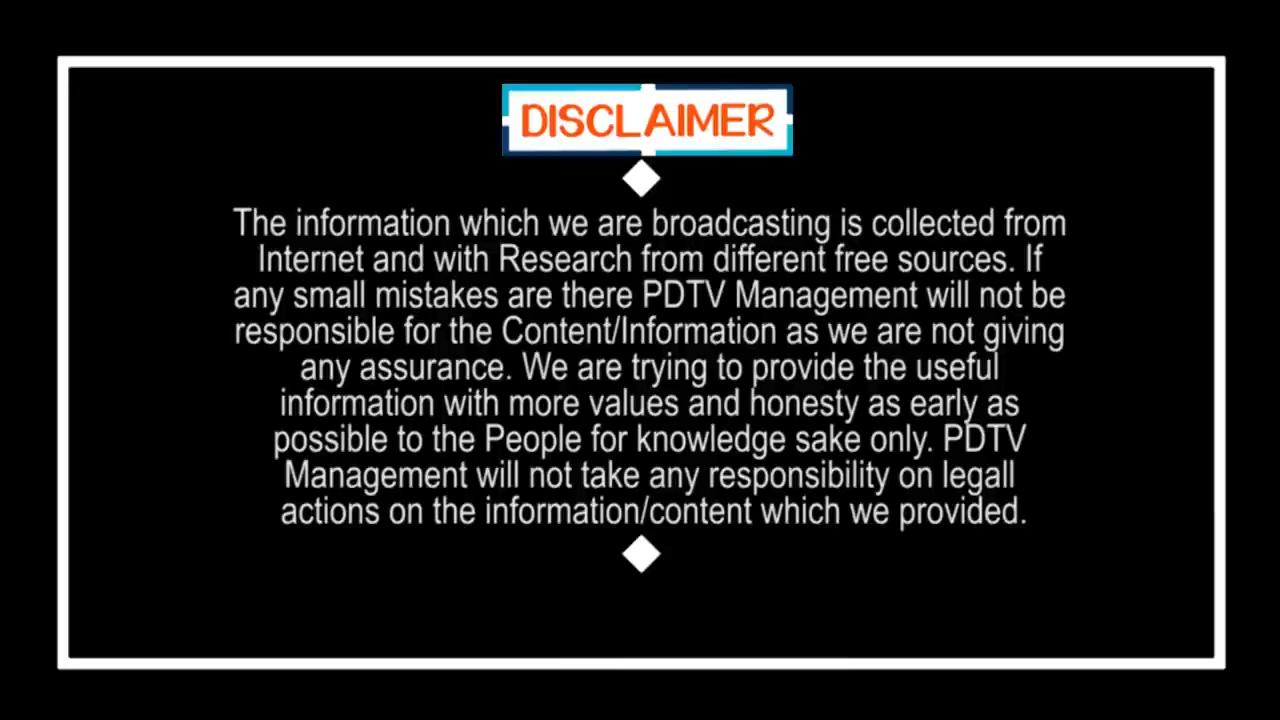 DISCLAIMER
The information which we are broadcasting is collected from
Internet and with Research from different free sources. If
any small mistakes are there PDTV Management will not be
responsible for the Content/Information as we are not giving
any assurance. We are trying to provide the useful
information with more values and honesty as early as
possible to the People for knowledge sake only. PDTV
Management will not take any responsibility on legall
actions on the information/content which we provided.